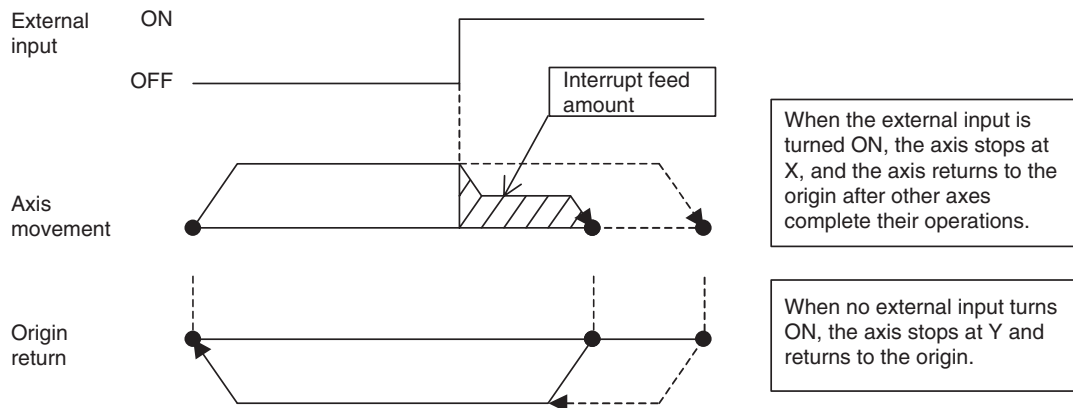 External
input
ON
OFF
Interrupt feed
amount
When the external input is
turned ON, the axis stops at
X, and the axis returns to the
origin after other axes
complete their operations.
Axis
movement
When no external input turns
ON, the axis stops at Y and
returns to the origin.
Origin
return